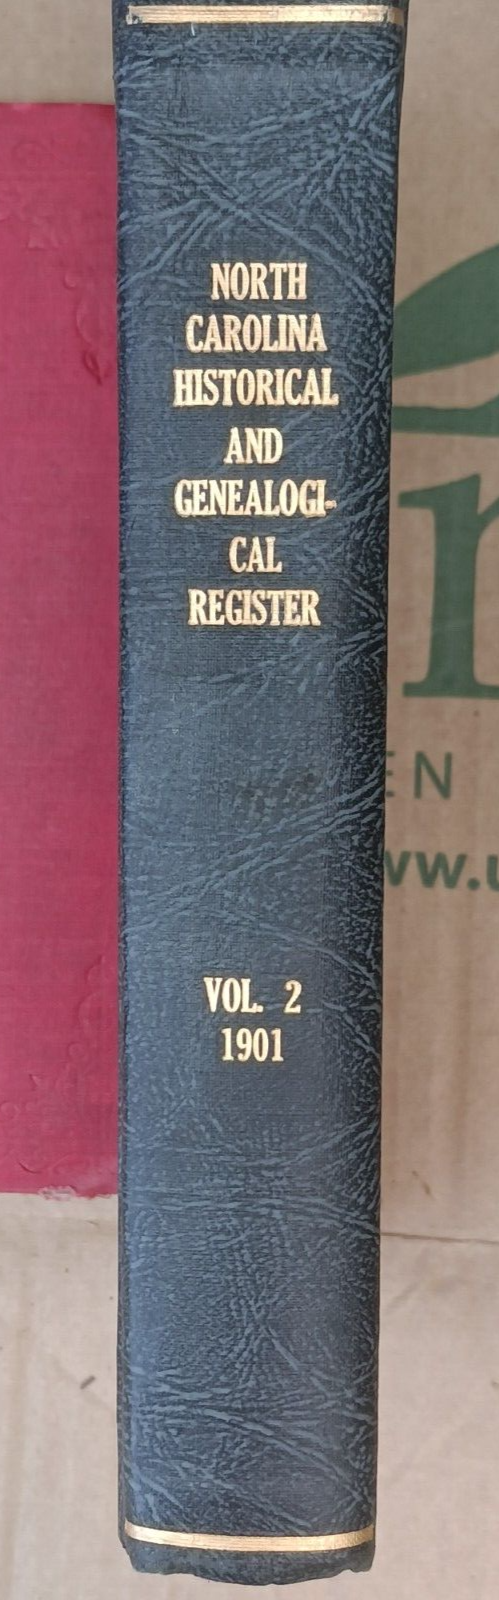 NORTH
CAROLINA
HISTORICAL
AND
GENEALOGI-
CAL
REGISTER
VOL. 2
1901